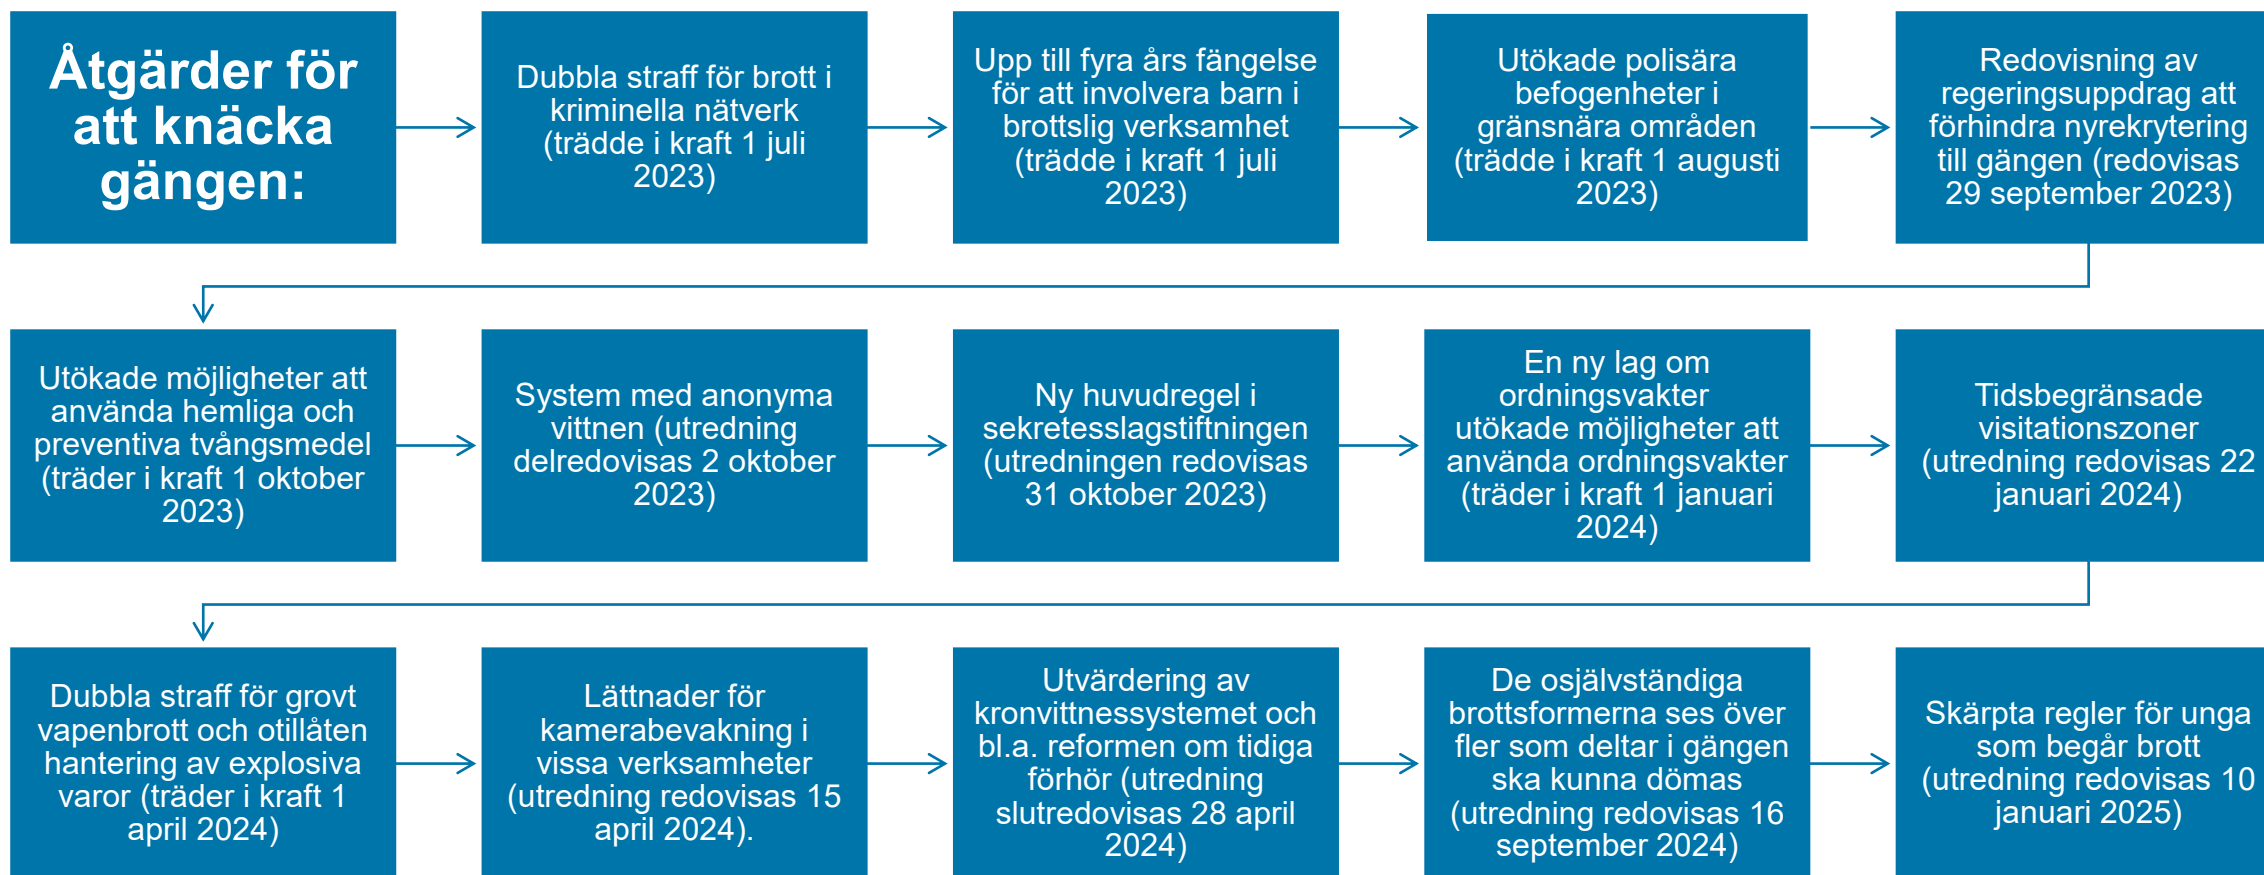 Åtgärder för
att knäcka
gängen:
Dubbla straff för brott i
kriminella nätverk
(trädde i kraft 1 juli
2023)
Upp till fyra års fängelse
för att involvera barn i
brottslig verksamhet
(trädde i kraft 1 juli
2023)
Utökade polisära
befogenheter i
gränsnära områden
(trädde i kraft 1 augusti
2023)
Redovisning av
regeringsuppdrag att
förhindra nyrekrytering
till gängen (redovisas
29 september 2023)
Utökade möjligheter att
använda hemliga och
preventiva tvångsmedel
(träder i kraft 1 oktober
2023)
System med anonyma
vittnen (utredning
delredovisas 2 oktober
2023)
Ny huvudregel i
sekretesslagstiftningen
(utredningen redovisas
31 oktober 2023)
En ny lag om
ordningsvakter
utökade möjligheter att
använda ordningsvakter
(träder i kraft 1 januari
2024)
Tidsbegränsade
visitationszoner
(utredning redovisas 22
januari 2024)
Dubbla straff för grovt
vapenbrott och otillåten
hantering av explosiva
varor (träder i kraft 1
april 2024)
Lättnader för
kamerabevakning i
vissa verksamheter
(utredning redovisas 15
april 2024).
Utvärdering av
kronvittnessystemet och
bl.a. reformen om tidiga
förhör (utredning
slutredovisas 28 april
2024)
De osjälvständiga
brottsformerna ses över
fler som deltar i gängen
ska kunna dömas
(utredning redovisas 16
september 2024)
Skärpta regler för unga
som begår brott
(utredning redovisas 10
januari 2025)